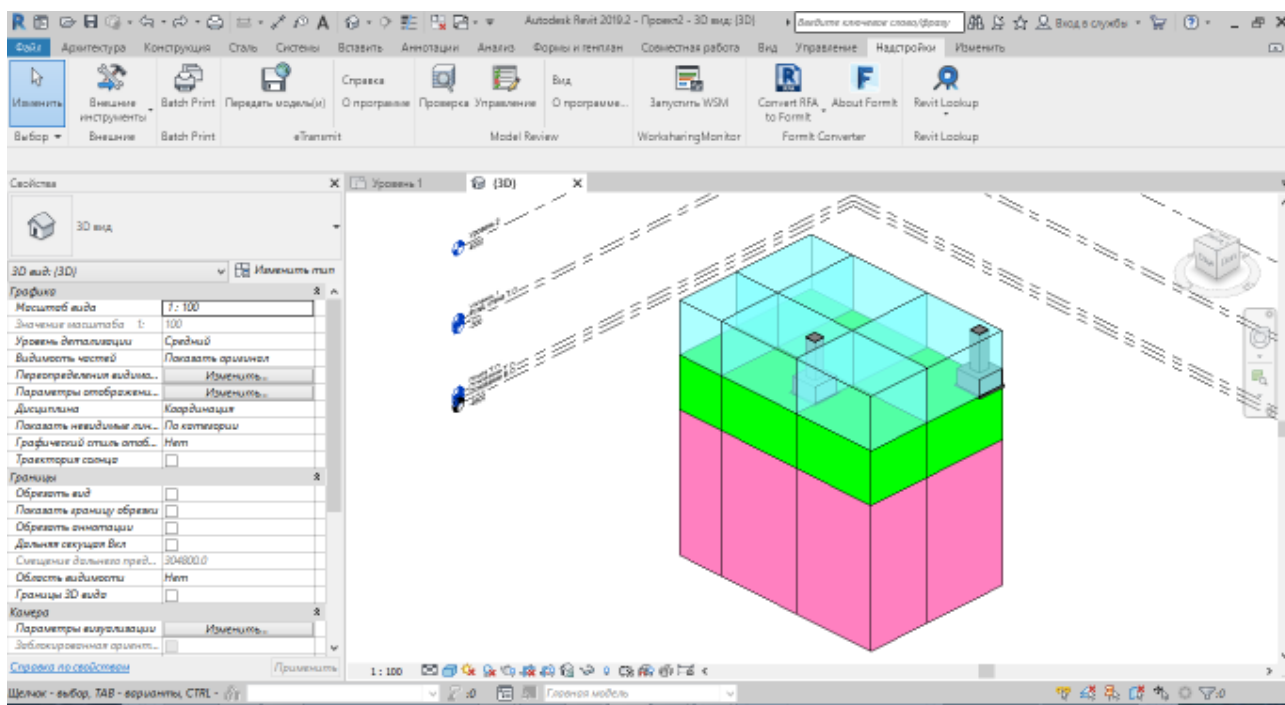 Autodesk Revit 2019.2 - Проект2 - 3D вид: {3D}
Введите ключевое слово/фразу
Вход в службы
Файл Архитектура Конструкция Сталь Системы Вставить Аннотации Анализ Формы и генплан Совместная работа Вид Управление Надстройки Изменить
Изменить
Внешние инструменты
Batch Print
Передать модель(и)
Справка
О программе
Проверка
Управление
Вид
О программе...
Запустить WSM
Convert RFA to FormIt
About FormIt
Revit Lookup
Выбор Внешние Batch Print eTransmit Model Review WorksharingMonitor FormIt Converter Revit Lookup
Свойства
Уровень 1
{3D}
3D вид
3D вид: {3D}
Изменить тип
Графика
Масштаб вида 1 : 100
Значение масштаба 1: 100
Уровень детализации Средний
Видимость частей Показать оригинал
Переопределения видимо... Изменить...
Параметры отображени... Изменить...
Дисциплина Координация
Показать невидимые лин... По категории
Графический стиль отоб... Нет
Траектория солнца
Границы
Обрезать вид
Показать границу обрезки
Обрезать аннотации
Дальняя секущая Вкл
Смещение дальнего пред... 304800.0
Область видимости Нет
Границы 3D вида
Камера
Параметры визуализации Изменить...
Заблокированная ориент...
Справка по свойствам
Применить
1 : 100
Щелчок - выбор, TAB - варианты, CTRL -
:0
Главная модель
:0